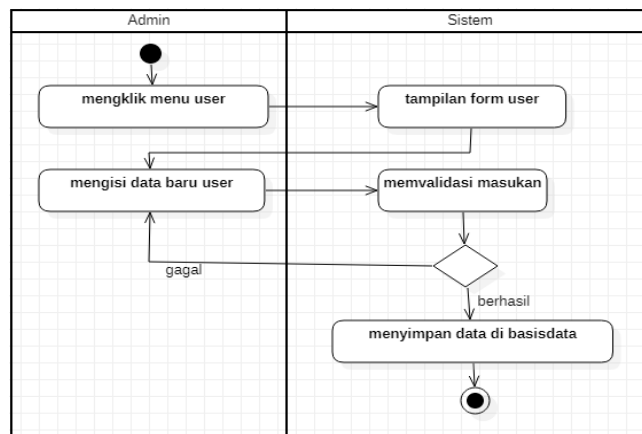 Admin
Sistem
mengklik menu user
tampilan form user
mengisi data baru user
memvalidasi masukan
gagal
berhasil
menyimpan data di basisdata